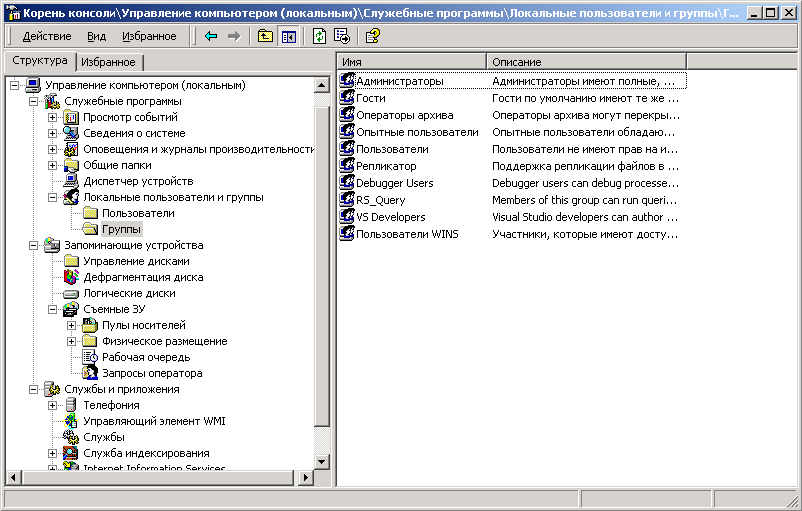 Корень консоли\Управление компьютером (локальным)\Служебные программы\Локальные пользователи и группы\Г...
Действие Вид Избранное
Структура Избранное
Управление компьютером (локальным)
Служебные программы
Просмотр событий
Сведения о системе
Оповещения и журналы производительности
Общие папки
Диспетчер устройств
Локальные пользователи и группы
Пользователи
Группы
Запоминающие устройства
Управление дисками
Дефрагментация диска
Логические диски
Съемные ЗУ
Пулы носителей
Физическое размещение
Рабочая очередь
Запросы оператора
Службы и приложения
Телефония
Управляющий элемент WMI
Службы
Служба индексирования
Internet Information Services
Имя Описание
Администраторы Администраторы имеют полные, ...
Гости Гости по умолчанию имеют те же ...
Операторы архива Операторы архива могут перекры...
Опытные пользователи Опытные пользователи обладаю...
Пользователи Пользователи не имеют прав на и...
Репликатор Поддержка репликации файлов в ...
Debugger Users Debugger users can debug processe...
RS_Query Members of this group can run queri...
VS Developers Visual Studio developers can author ...
Пользователи WINS Участники, которые имеют досту...